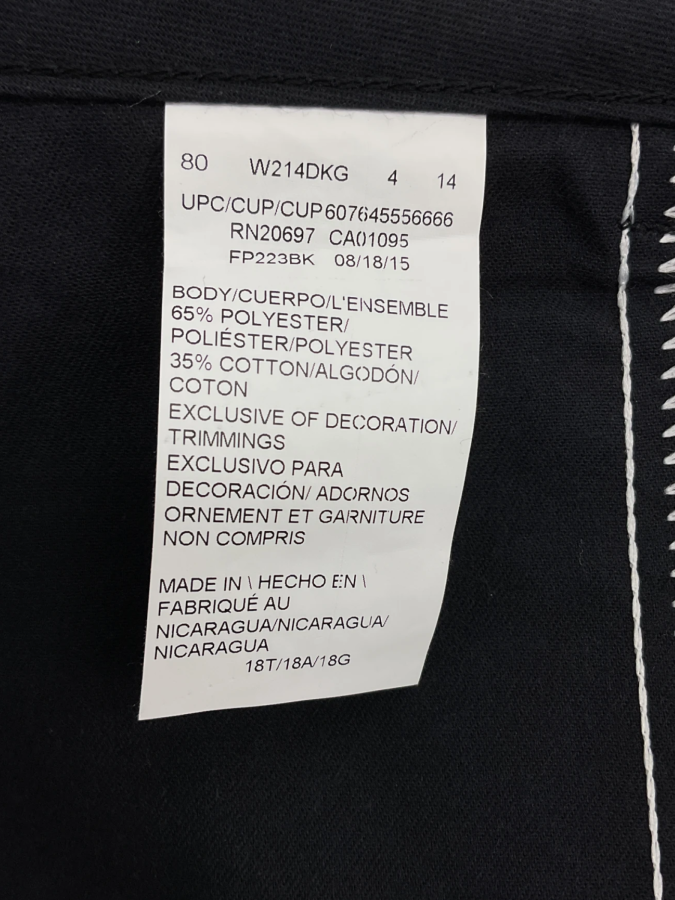 80 W214DKG 4 14
UPC/CUP/CUP607645556666
RN20697 CA01095
FP223BK 08/18/15
BODY/CUERPO/L'ENSEMBLE
65% POLYESTER/
POLIÉSTER/POLYESTER
35% COTTON/ALGODÓN/
COTON
EXCLUSIVE OF DECORATION/
TRIMMINGS
EXCLUSIVO PARA
DECORACIÓN/ ADORNOS
ORNEMENT ET GARNITURE
NON COMPRIS
MADE IN \ HECHO EN \
FABRIQUÉ AU
NICARAGUA/NICARAGUA/
NICARAGUA
18T/18A/18G